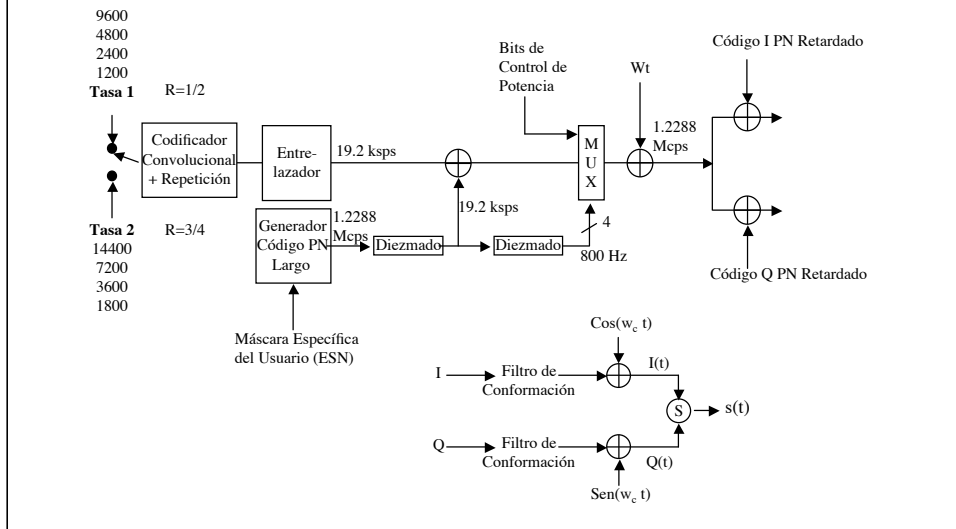 9600
4800
2400
1200
Tasa 1
R=1/2
Codificador
Convolucional
+ Repetición
Entre-
lazador
19.2 ksps
Bits de
Control de
Potencia
M
U
X
Wt
1.2288
Mcps
Código I PN Retardado
Tasa 2
R=3/4
14400
7200
3600
1800
Generador
Código PN
Largo
1.2288
Mcps
Diezmado
19.2 ksps
Diezmado
4
800 Hz
Código Q PN Retardado
Máscara Específica
del Usuario (ESN)
Cos(wc t)
I
Filtro de
Conformación
I(t)
S
s(t)
Q
Filtro de
Conformación
Q(t)
Sen(wc t)